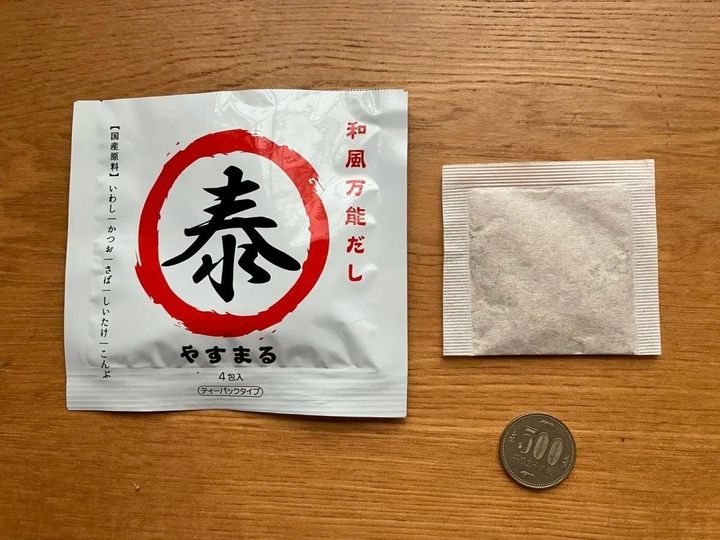 和風万能だし
【国産原料】いわし|かつお|さば|しいたけ|こんぶ
泰
やすまる
4包入
ティーパックタイプ
500